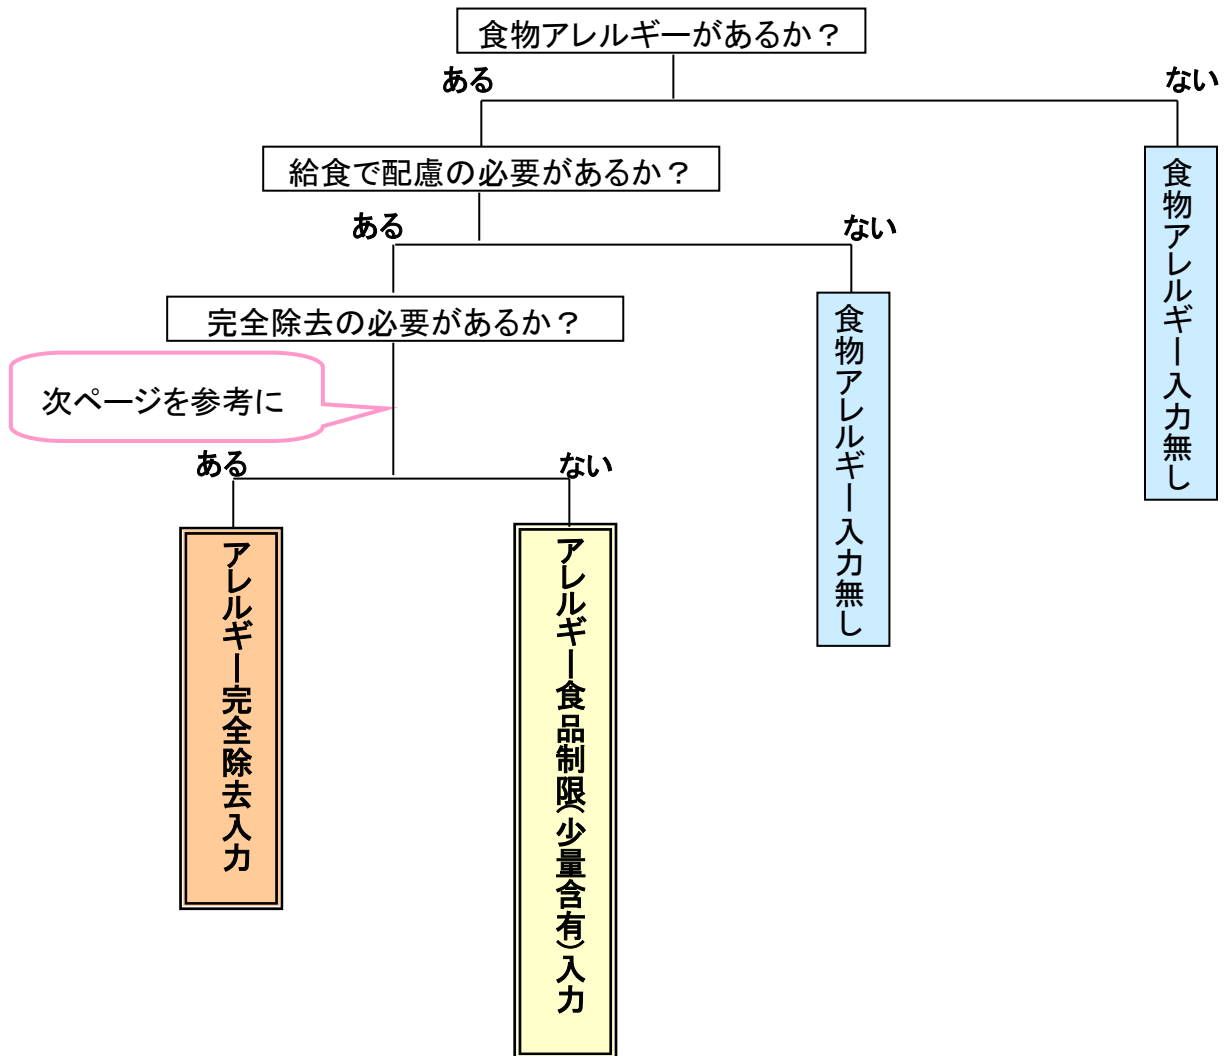 食物アレルギーがあるか？
ある
ない
給食で配慮の必要があるか？
ある
ない
食物アレルギー入力無し
完全除去の必要があるか？
食物アレルギー入力無し
次ページを参考に
ある
ない
アレルギー完全除去入力
アレルギー食品制限（少量含有）入力